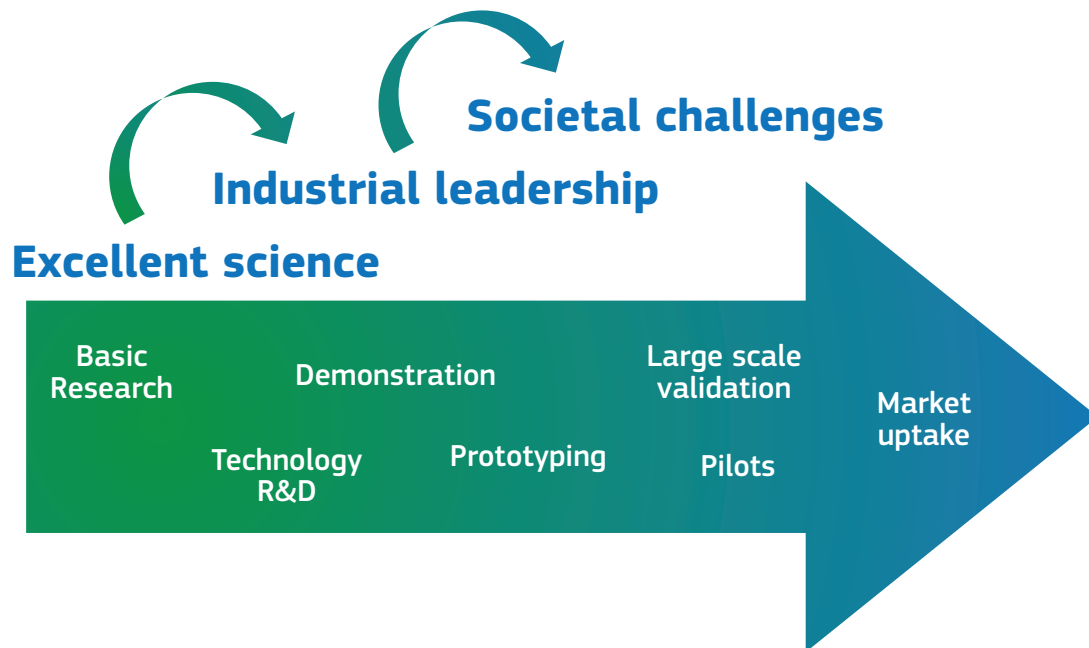 Societal challenges
Industrial leadership
Excellent science
Basic
Research
Demonstration
Large scale
validation
Market
uptake
Technology
R&D
Prototyping
Pilots